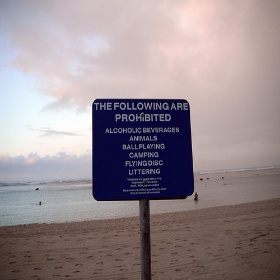 THE FOLLOWING ARE
PROHIBITED
ALCOHOLIC BEVERAGES
ANIMALS
BALL PLAYING
CAMPING
FLYING DISC
LITTERING